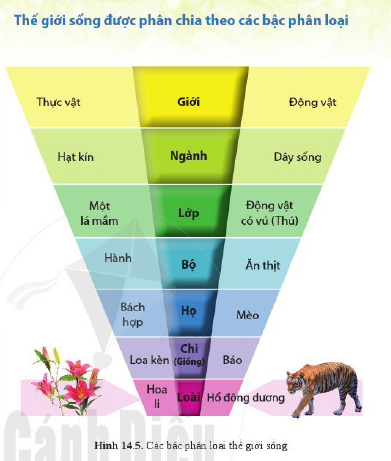 Thế giới sống được phân chia theo các bậc phân loại
Thực vật Giới Động vật
Hạt kín Ngành Dây sống
Một
lá mầm
Lớp
Động vật
có vú (Thú)
Hành Bộ Ăn thịt
Bách
hợp
Họ Mèo
Loa kèn
Chi
(Giống)
Báo
Hoa
li
Loài Hổ đông dương
Cánh Diều
Hình 14.5. Các bậc phân loại thế giới sống